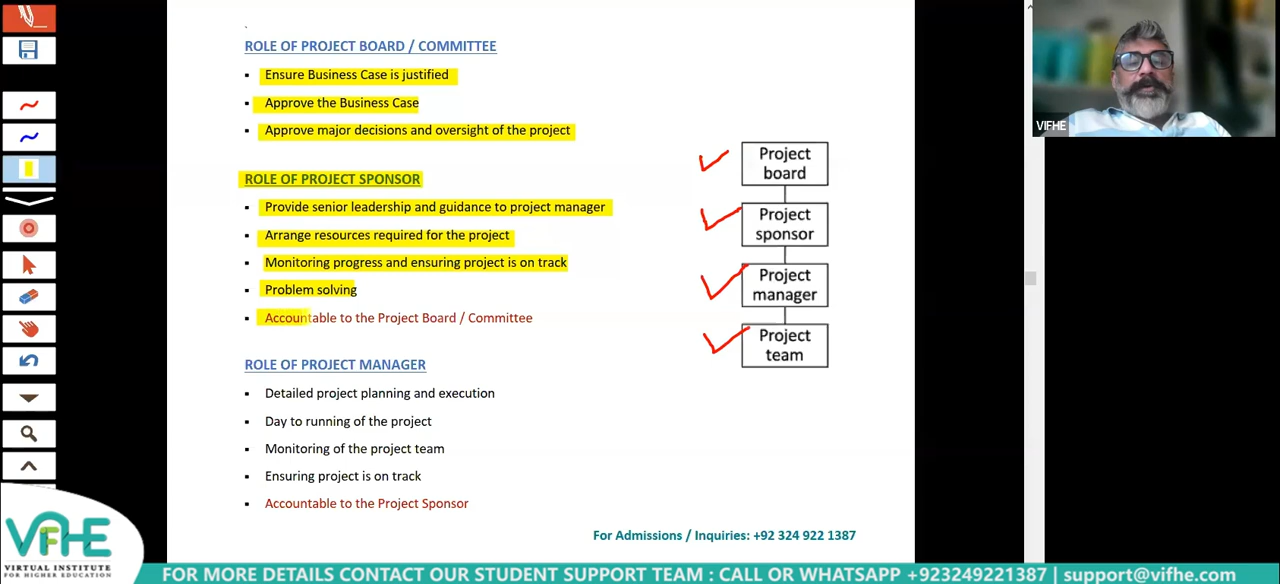 ROLE OF PROJECT BOARD / COMMITTEE
Ensure Business Case is justified
Approve the Business Case
Approve major decisions and oversight of the project
ROLE OF PROJECT SPONSOR
Provide senior leadership and guidance to project manager
Arrange resources required for the project
Monitoring progress and ensuring project is on track
Problem solving
Accountable to the Project Board / Committee
ROLE OF PROJECT MANAGER
Detailed project planning and execution
Day to running of the project
Monitoring of the project team
Ensuring project is on track
Accountable to the Project Sponsor
Project
board
Project
sponsor
Project
manager
Project
team
VIFHE
For Admissions / Inquiries: +92 324 922 1387
VIFHE
VIRTUAL INSTITUTE
FOR HIGHER EDUCATION
FOR MORE DETAILS CONTACT OUR STUDENT SUPPORT TEAM : CALL OR WHATSAPP +923249221387 | support@vifhe.com